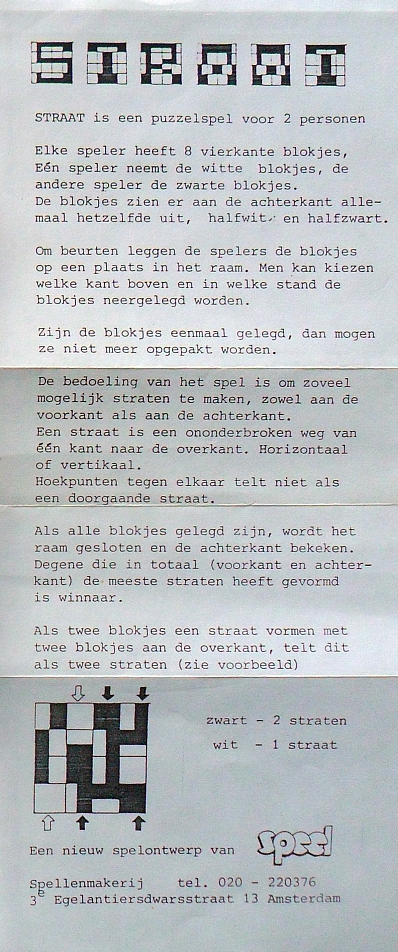 STRAAT
STRAAT is een puzzelspel voor 2 personen
Elke speler heeft 8 vierkante blokjes,
Eén speler neemt de witte blokjes, de
andere speler de zwarte blokjes.
De blokjes zien er aan de achterkant alle-
maal hetzelfde uit, halfwit en halfzwart.
Om beurten leggen de spelers de blokjes
op een plaats in het raam. Men kan kiezen
welke kant boven en in welke stand de
blokjes neergelegd worden.
Zijn de blokjes eenmaal gelegd, dan mogen
ze niet meer opgepakt worden.
De bedoeling van het spel is om zoveel
mogelijk straten te maken, zowel aan de
voorkant als aan de achterkant.
Een straat is een ononderbroken weg van
één kant naar de overkant. Horizontaal
of vertikaal.
Hoekpunten tegen elkaar telt niet als
een doorgaande straat.
Als alle blokjes gelegd zijn, wordt het
raam gesloten en de achterkant bekeken.
Degene die in totaal (voorkant en achter-
kant) de meeste straten heeft gevormd
is winnaar.
Als twee blokjes een straat vormen met
twee blokjes aan de overkant, telt dit
als twee straten (zie voorbeeld)
zwart - 2 straten
wit - 1 straat
Een nieuw spelontwerp van speel
Spellenmakerij tel. 020 - 220376
3e Egelantiersdwarsstraat 13 Amsterdam